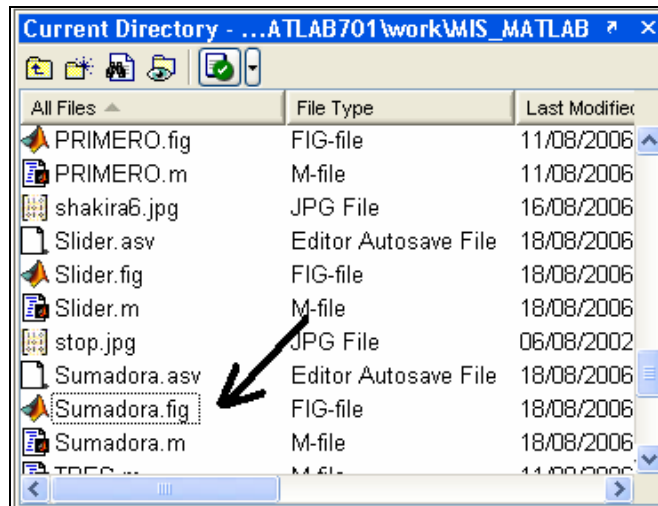 Current Directory - ...ATLAB701\work\MIS_MATLAB
All Files File Type Last Modified
PRIMERO.fig FIG-file 11/08/2006
PRIMERO.m M-file 11/08/2006
shakira6.jpg JPG File 16/08/2006
Slider.asv Editor Autosave File 18/08/2006
Slider.fig FIG-file 18/08/2006
Slider.m M-file 18/08/2006
stop.jpg JPG File 06/08/2002
Sumadora.asv Editor Autosave File 18/08/2006
Sumadora.fig FIG-file 18/08/2006
Sumadora.m M-file 18/08/2006